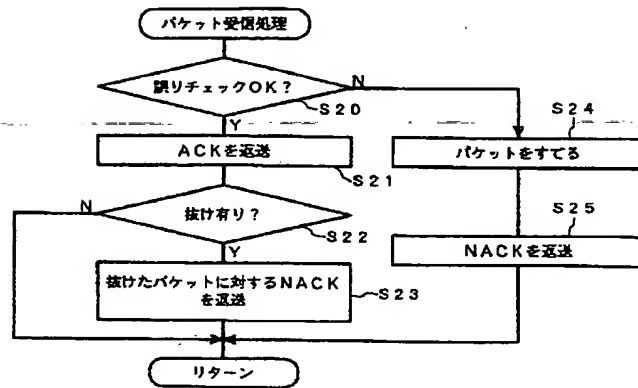 パケット受信処理
誤りチェックOK?
N
S20
Y
S24
ACKを返送
パケットをすてる
S21
N
抜け有り?
S22
S25
Y
NACKを返送
抜けたパケットに対するNACK
を返送
S23
リターン